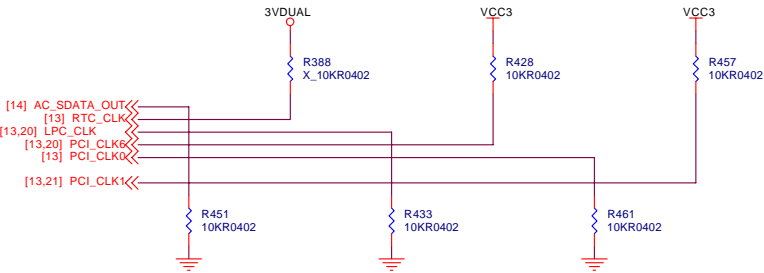 3VDUAL
VCC3
VCC3
R388
X_10KR0402
R428
10KR0402
R457
10KR0402
[14] AC_SDATA_OUT
[13] RTC_CLK
[13,20] LPC_CLK
[13,20] PCI_CLK6
[13] PCI_CLK0
[13,21] PCI_CLK1
R451
10KR0402
R433
10KR0402
R461
10KR0402